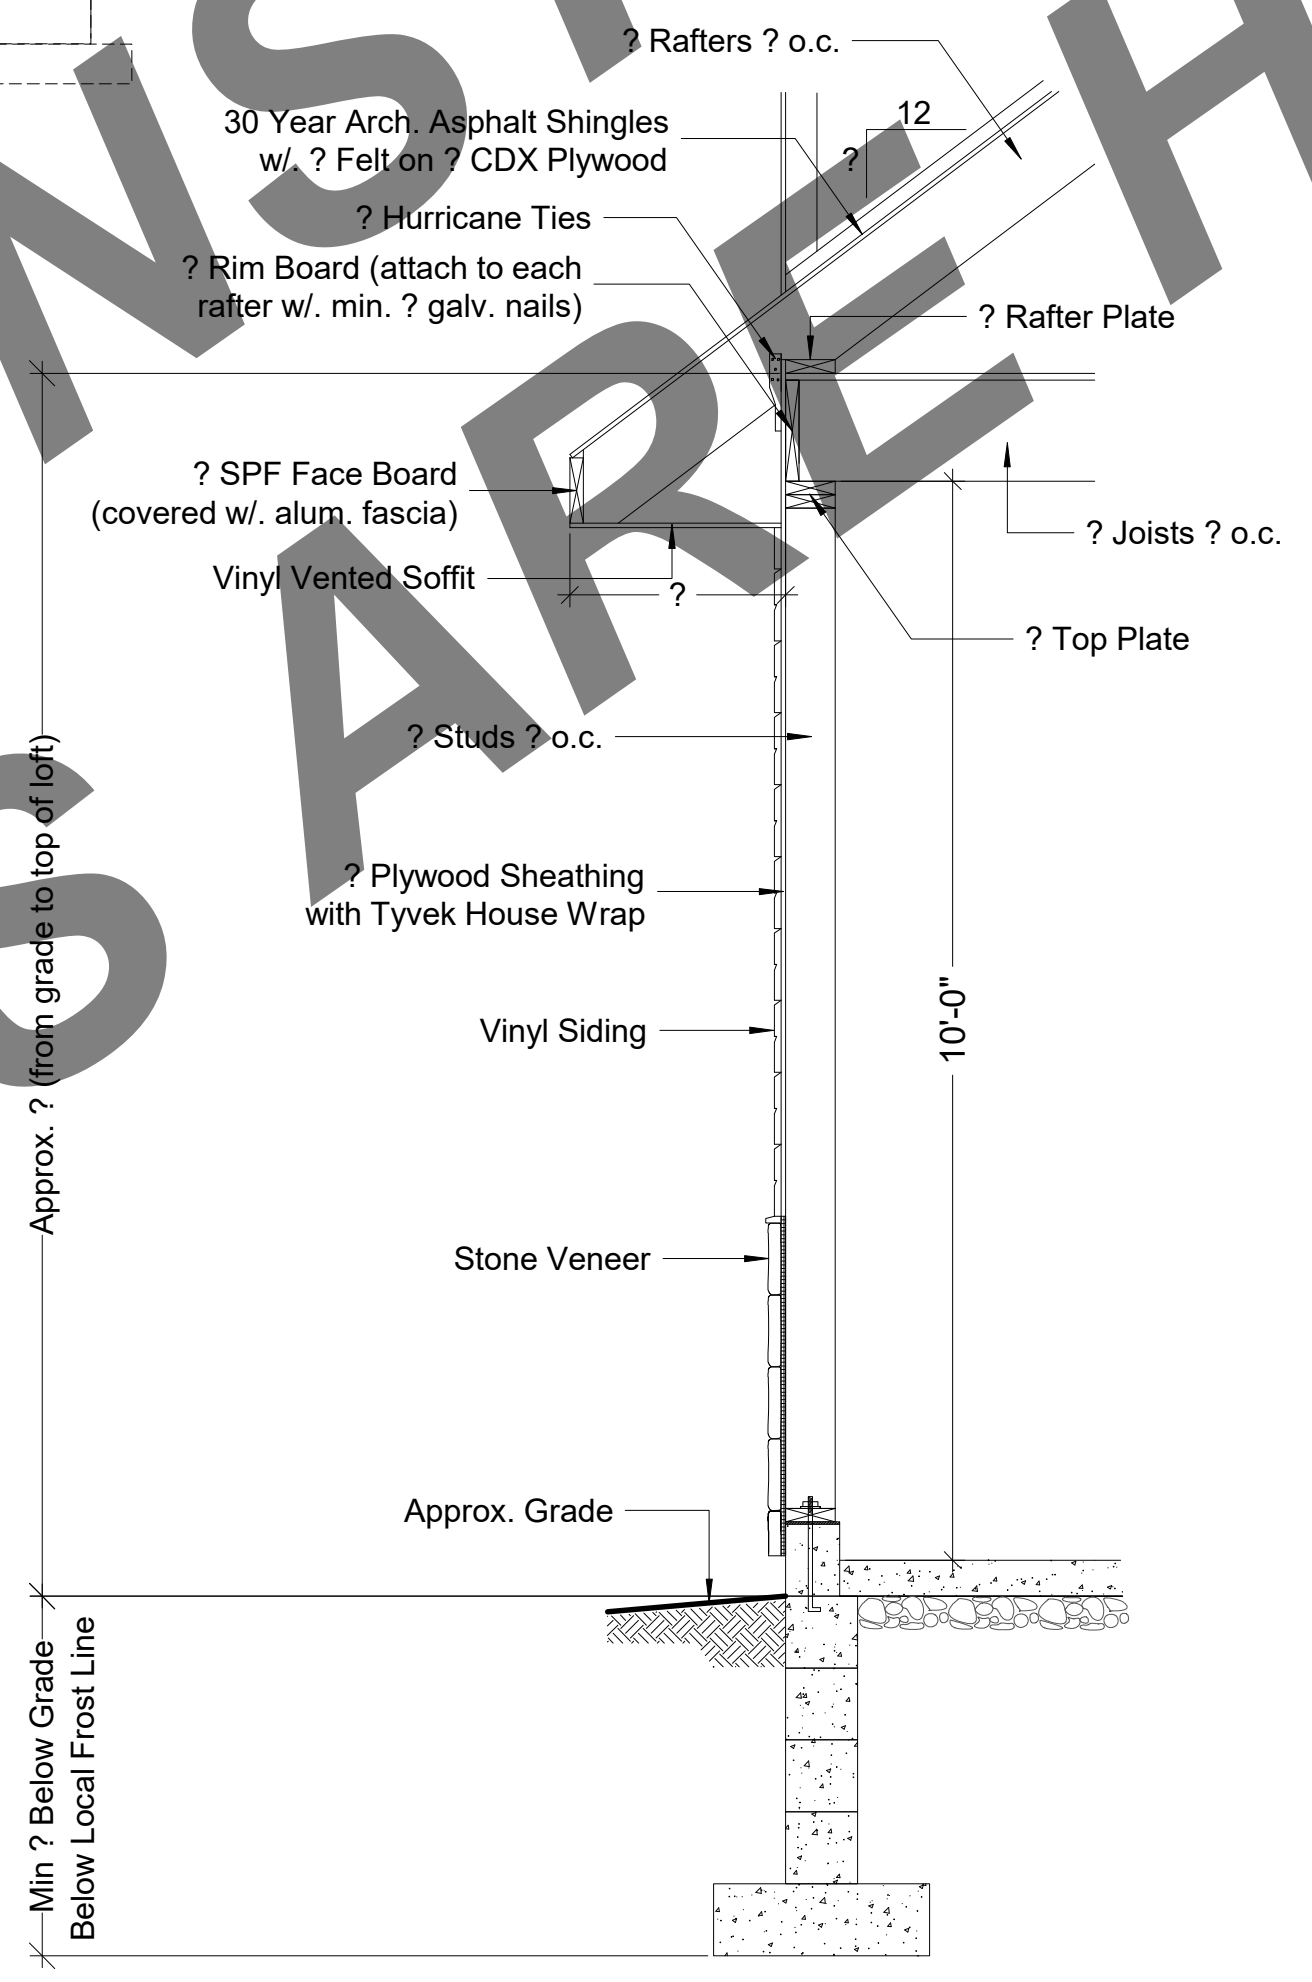 ? Rafters ? o.c.
30 Year Arch. Asphalt Shingles
w/. ? Felt on ? CDX Plywood
12
?
? Hurricane Ties
? Rim Board (attach to each
rafter w/. min. ? galv. nails)
? Rafter Plate
? SPF Face Board
(covered w/. alum. fascia)
? Joists ? o.c.
Vinyl Vented Soffit
?
? Top Plate
? Studs ? o.c.
? Plywood Sheathing
with Tyvek House Wrap
Vinyl Siding
10'-0"
Approx. ? (from grade to top of loft)
Stone Veneer
Approx. Grade
Min ? Below Grade
Below Local Frost Line
NST
S ARE H